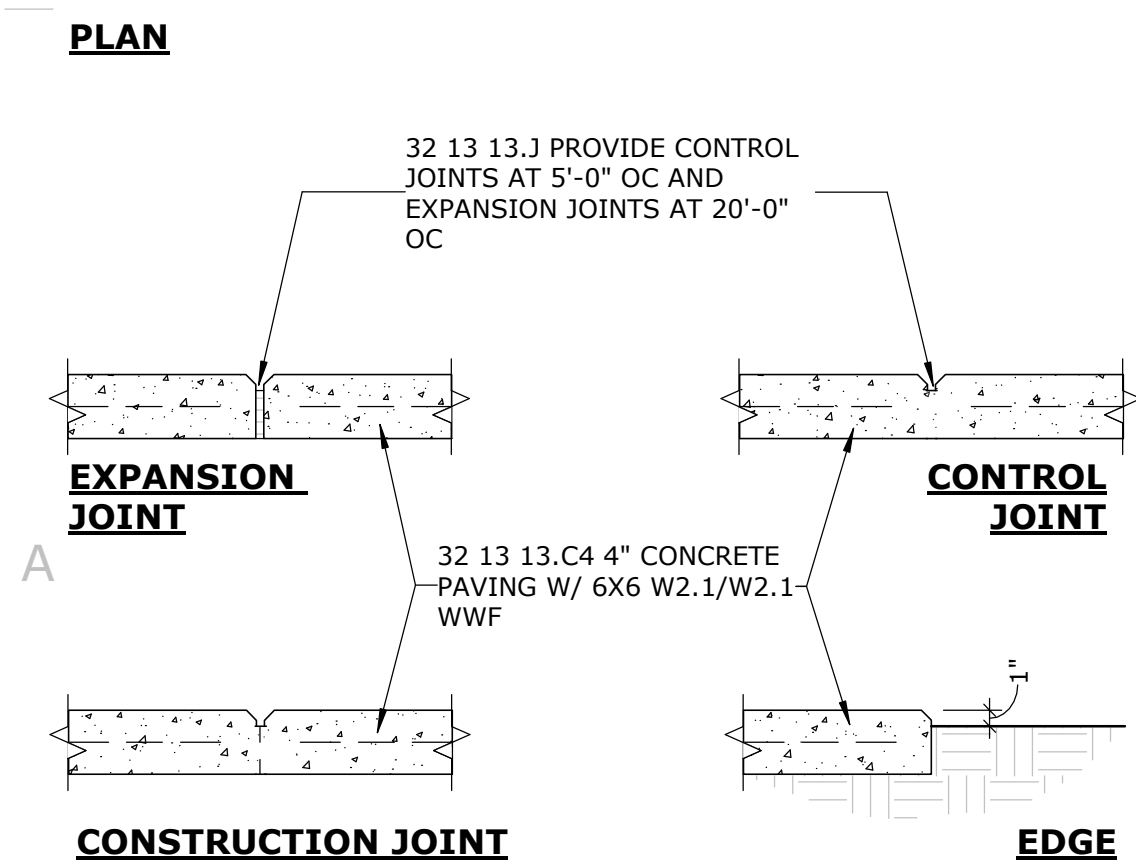 PLAN
32 13 13.J PROVIDE CONTROL
JOINTS AT 5'-0" OC AND
EXPANSION JOINTS AT 20'-0"
OC
EXPANSION
JOINT
CONTROL
JOINT
A
32 13 13.C4 4" CONCRETE
PAVING W/ 6X6 W2.1/W2.1
WWF
1"
CONSTRUCTION JOINT
EDGE